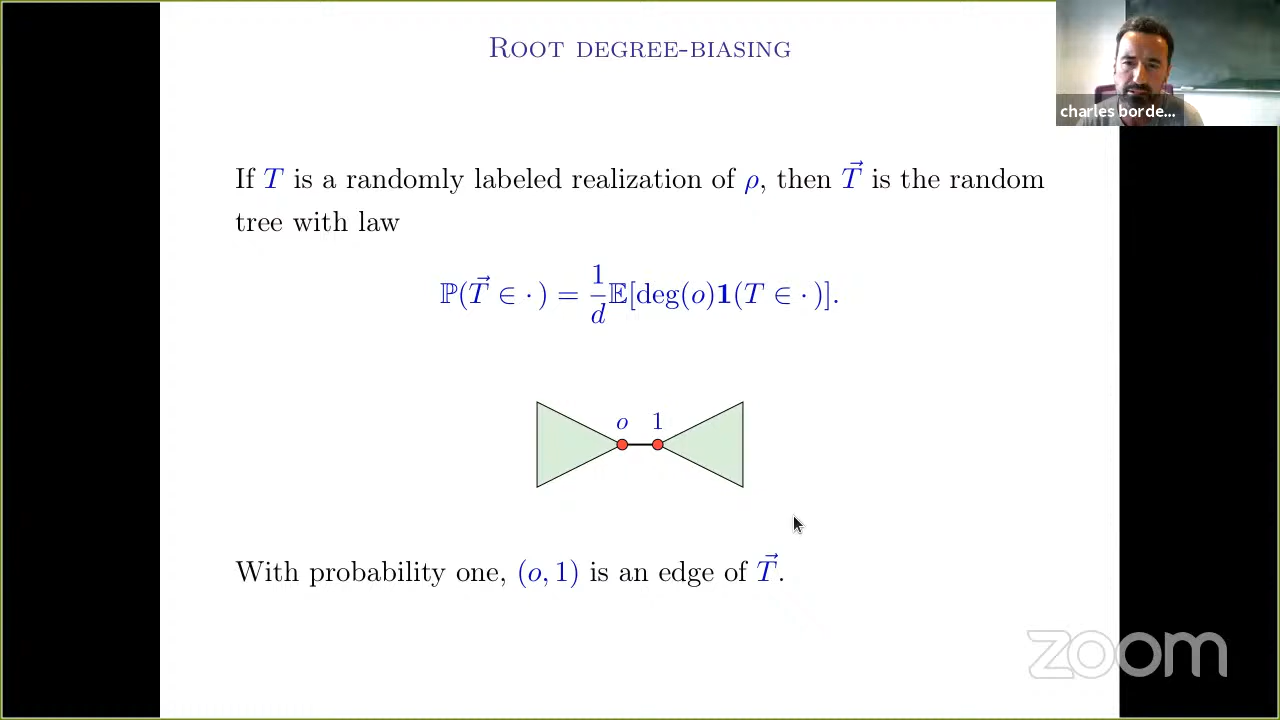 ROOT DEGREE-BIASING
charles borde...
If T is a randomly labeled realization of ρ, then T⃗ is the random
tree with law
ℙ(T⃗ ∈ ·) = 1/d 𝔼[deg(o)𝟏(T ∈ ·)].
o 1
With probability one, (o, 1) is an edge of T⃗.
zoom